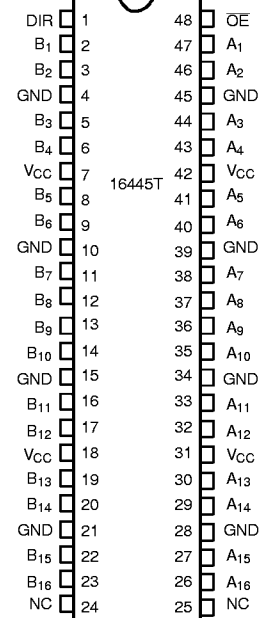 DIR 1 48 O̅E̅
B1 2 47 A1
B2 3 46 A2
GND 4 45 GND
B3 5 44 A3
B4 6 43 A4
VCC 7 42 VCC
16445T
B5 8 41 A5
B6 9 40 A6
GND 10 39 GND
B7 11 38 A7
B8 12 37 A8
B9 13 36 A9
B10 14 35 A10
GND 15 34 GND
B11 16 33 A11
B12 17 32 A12
VCC 18 31 VCC
B13 19 30 A13
B14 20 29 A14
GND 21 28 GND
B15 22 27 A15
B16 23 26 A16
NC 24 25 NC